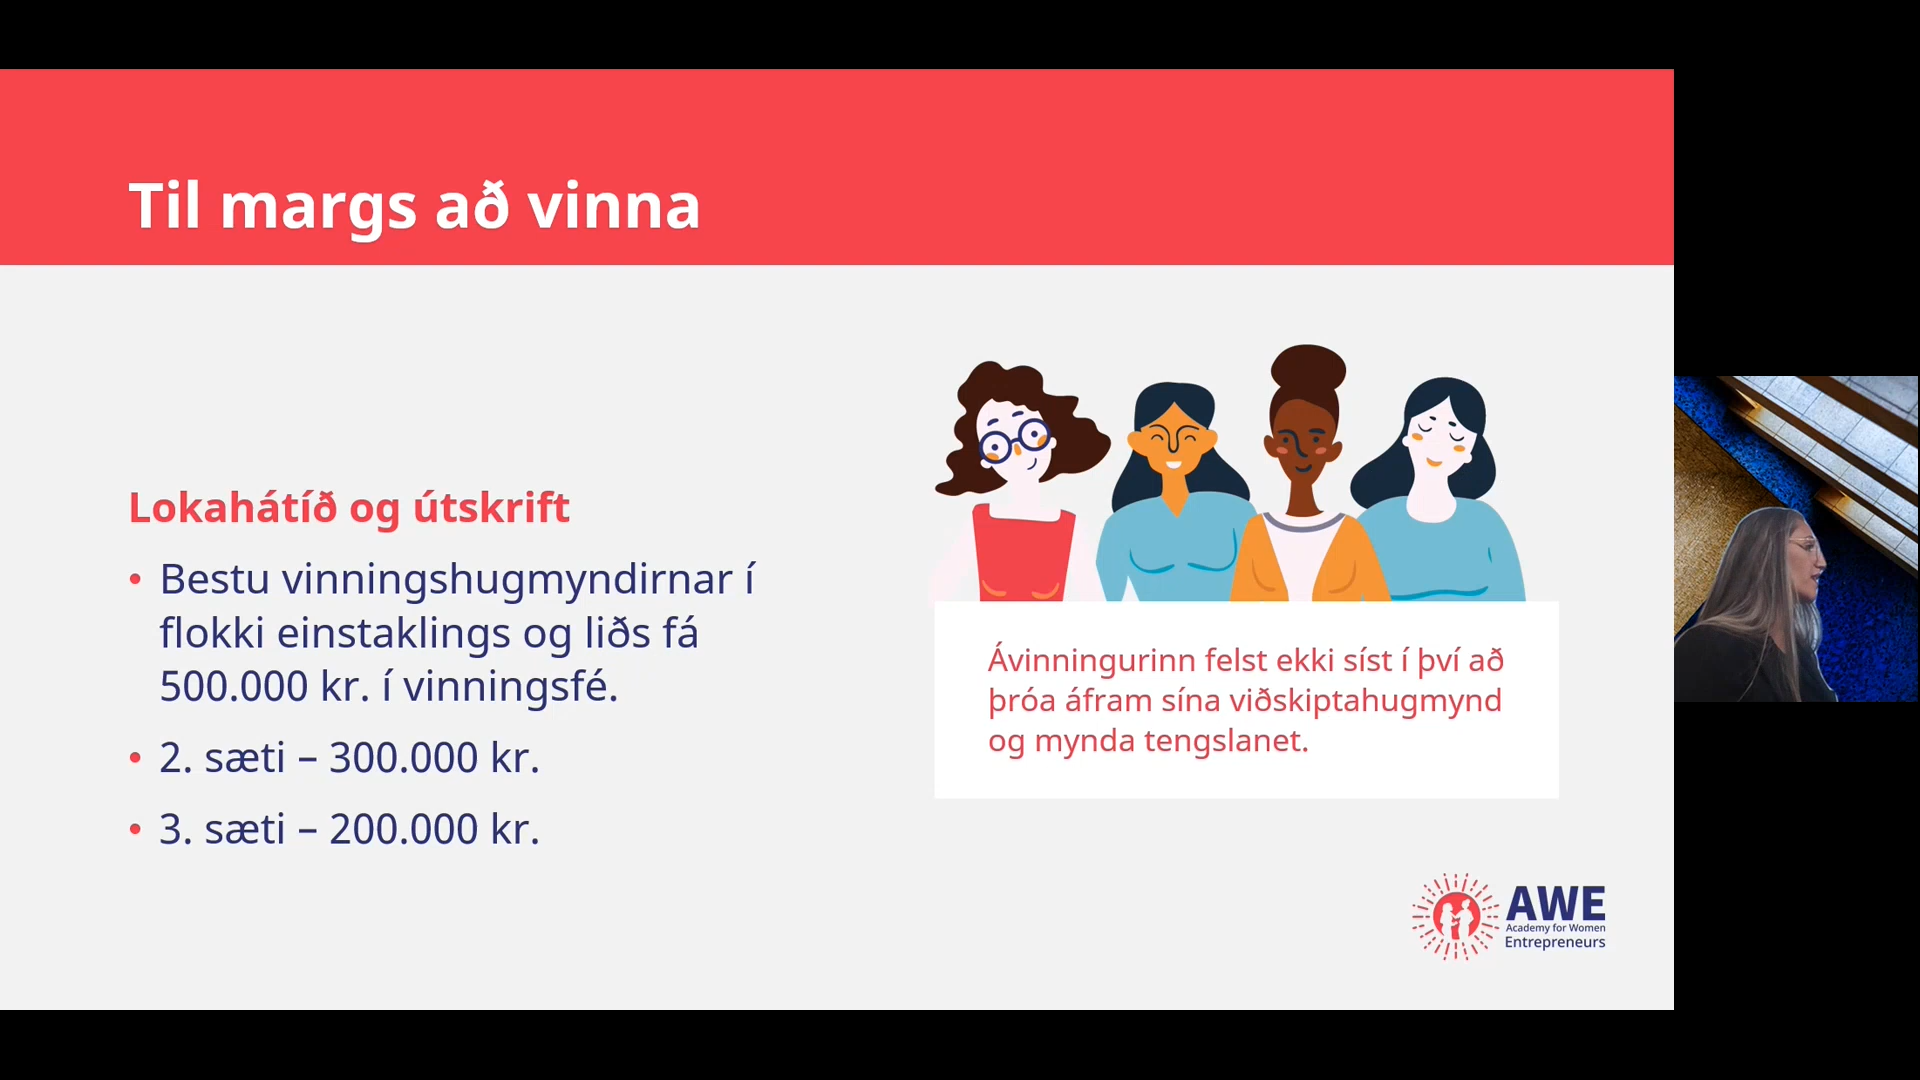 Til margs að vinna
Lokahátíð og útskrift
• Bestu vinningshugmyndirnar í
flokki einstaklings og liðs fá
500.000 kr. í vinningsfé.
• 2. sæti – 300.000 kr.
• 3. sæti – 200.000 kr.
Ávinningurinn felst ekki síst í því að
þróa áfram sína viðskiptahugmynd
og mynda tengslanet.
AWE
Academy for Women
Entrepreneurs